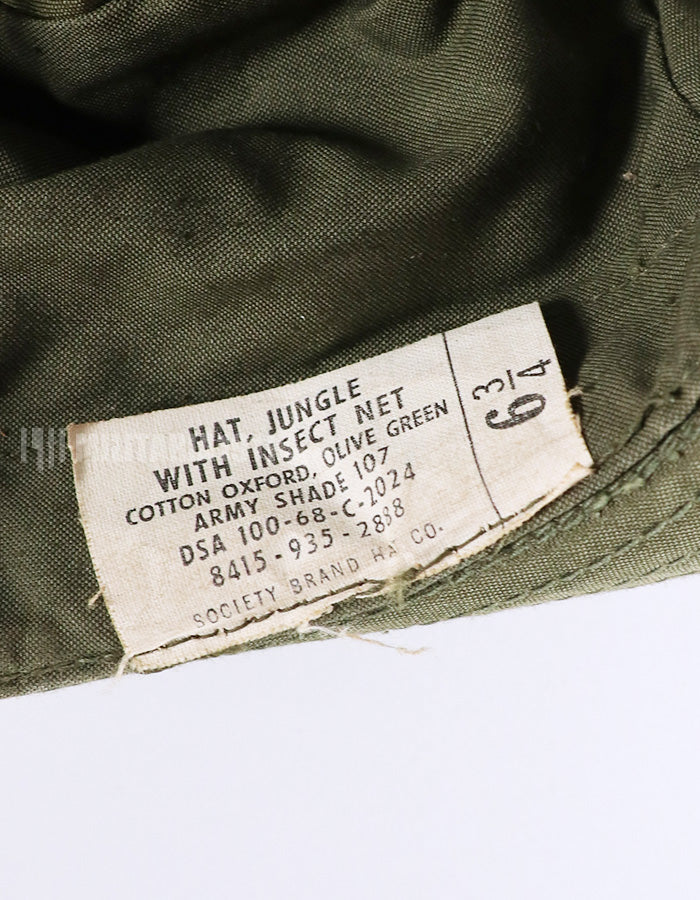 HAT, JUNGLE
WITH INSECT NET
COTTON OXFORD, OLIVE GREEN
ARMY SHADE 107
DSA 100-68-C-2024
8415-935-2888
SOCIETY BRAND HAT CO.
6 3/4